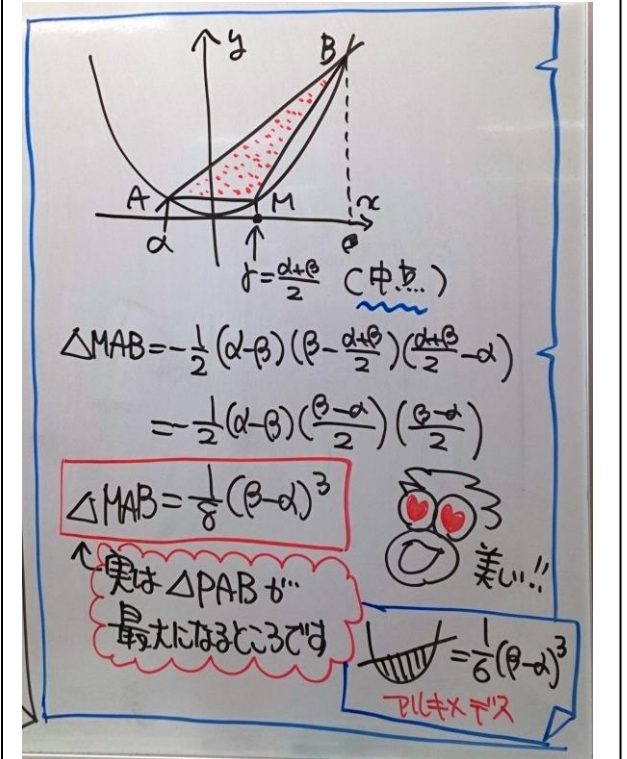 y
B
A
M
x
α
β
γ=α+β/2 (中点)
△MAB=-1/2(α-β)(β-α+β/2)(α+β/2-α)
=-1/2(α-β)(β-α/2)(β-α/2)
△MAB=1/8(β-α)³
美しい!!
実は△PABが
最大になるところです
=1/6(β-α)³
アルキメデス